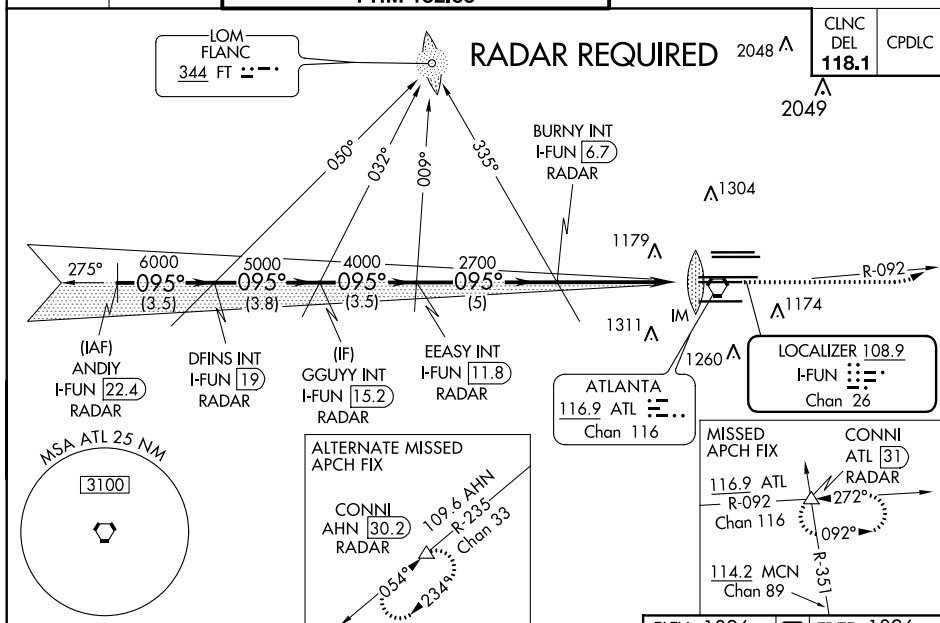 LOM
FLANC
344 FT
RADAR REQUIRED
2048
CLNC
DEL
118.1
CPDLC
2049
050°
032°
009°
335°
BURNY INT
I-FUN 6.7
RADAR
1304
1179
275°
6000
095°
(3.5)
5000
095°
(3.8)
4000
095°
(3.5)
2700
095°
(5)
R-092
IM
1174
1311
1260
(IAF)
ANDIY
I-FUN 22.4
RADAR
DFINS INT
I-FUN 19
RADAR
(IF)
GGUYY INT
I-FUN 15.2
RADAR
EEASY INT
I-FUN 11.8
RADAR
ATLANTA
116.9 ATL
Chan 116
LOCALIZER 108.9
I-FUN
Chan 26
MSA ATL 25 NM
3100
ALTERNATE MISSED
APCH FIX
CONNI
AHN 30.2
RADAR
109.6 AHN
R-235
Chan 33
054°
234°
MISSED
APCH FIX
CONNI
ATL 31
RADAR
116.9 ATL
R-092
Chan 116
272°
092°
R-351
114.2 MCN
Chan 89